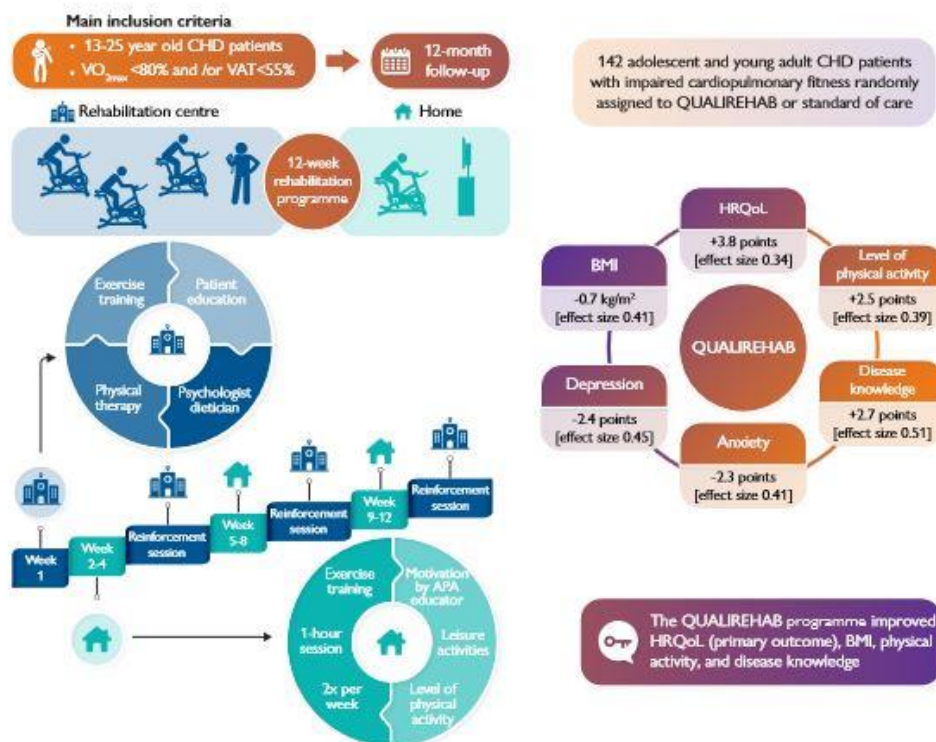 Main inclusion criteria
• 13-25 year old CHD patients
• VO2max <80% and /or VAT<55%
12-month
follow-up
Rehabilitation centre
Home
12-week
rehabilitation
programme
Exercise
training
Patient
education
Physical
therapy
Psychologist
dietician
Week
1
Week
2-4
Reinforcement
session
Week
5-8
Reinforcement
session
Week
9-12
Reinforcement
session
Exercise
training
Motivation
by APA
educator
1-hour
session
Leisure
activities
2x per
week
Level of
physical
activity
142 adolescent and young adult CHD patients
with impaired cardiopulmonary fitness randomly
assigned to QUALIREHAB or standard of care
HRQoL
+3.8 points
[effect size 0.34]
BMI
-0.7 kg/m²
[effect size 0.41]
Level of
physical activity
+2.5 points
[effect size 0.39]
QUALIREHAB
Depression
-2.4 points
[effect size 0.45]
Disease
knowledge
+2.7 points
[effect size 0.51]
Anxiety
-2.3 points
[effect size 0.41]
The QUALIREHAB programme improved
HRQoL (primary outcome), BMI, physical
activity, and disease knowledge